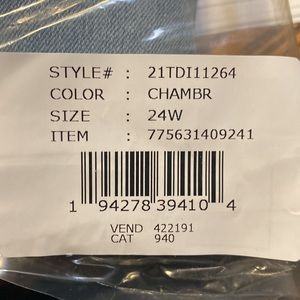 STYLE# : 21TDI11264
COLOR : CHAMBR
SIZE : 24W
ITEM : 775631409241
1 94278 39410 4
VEND 422191
CAT 940